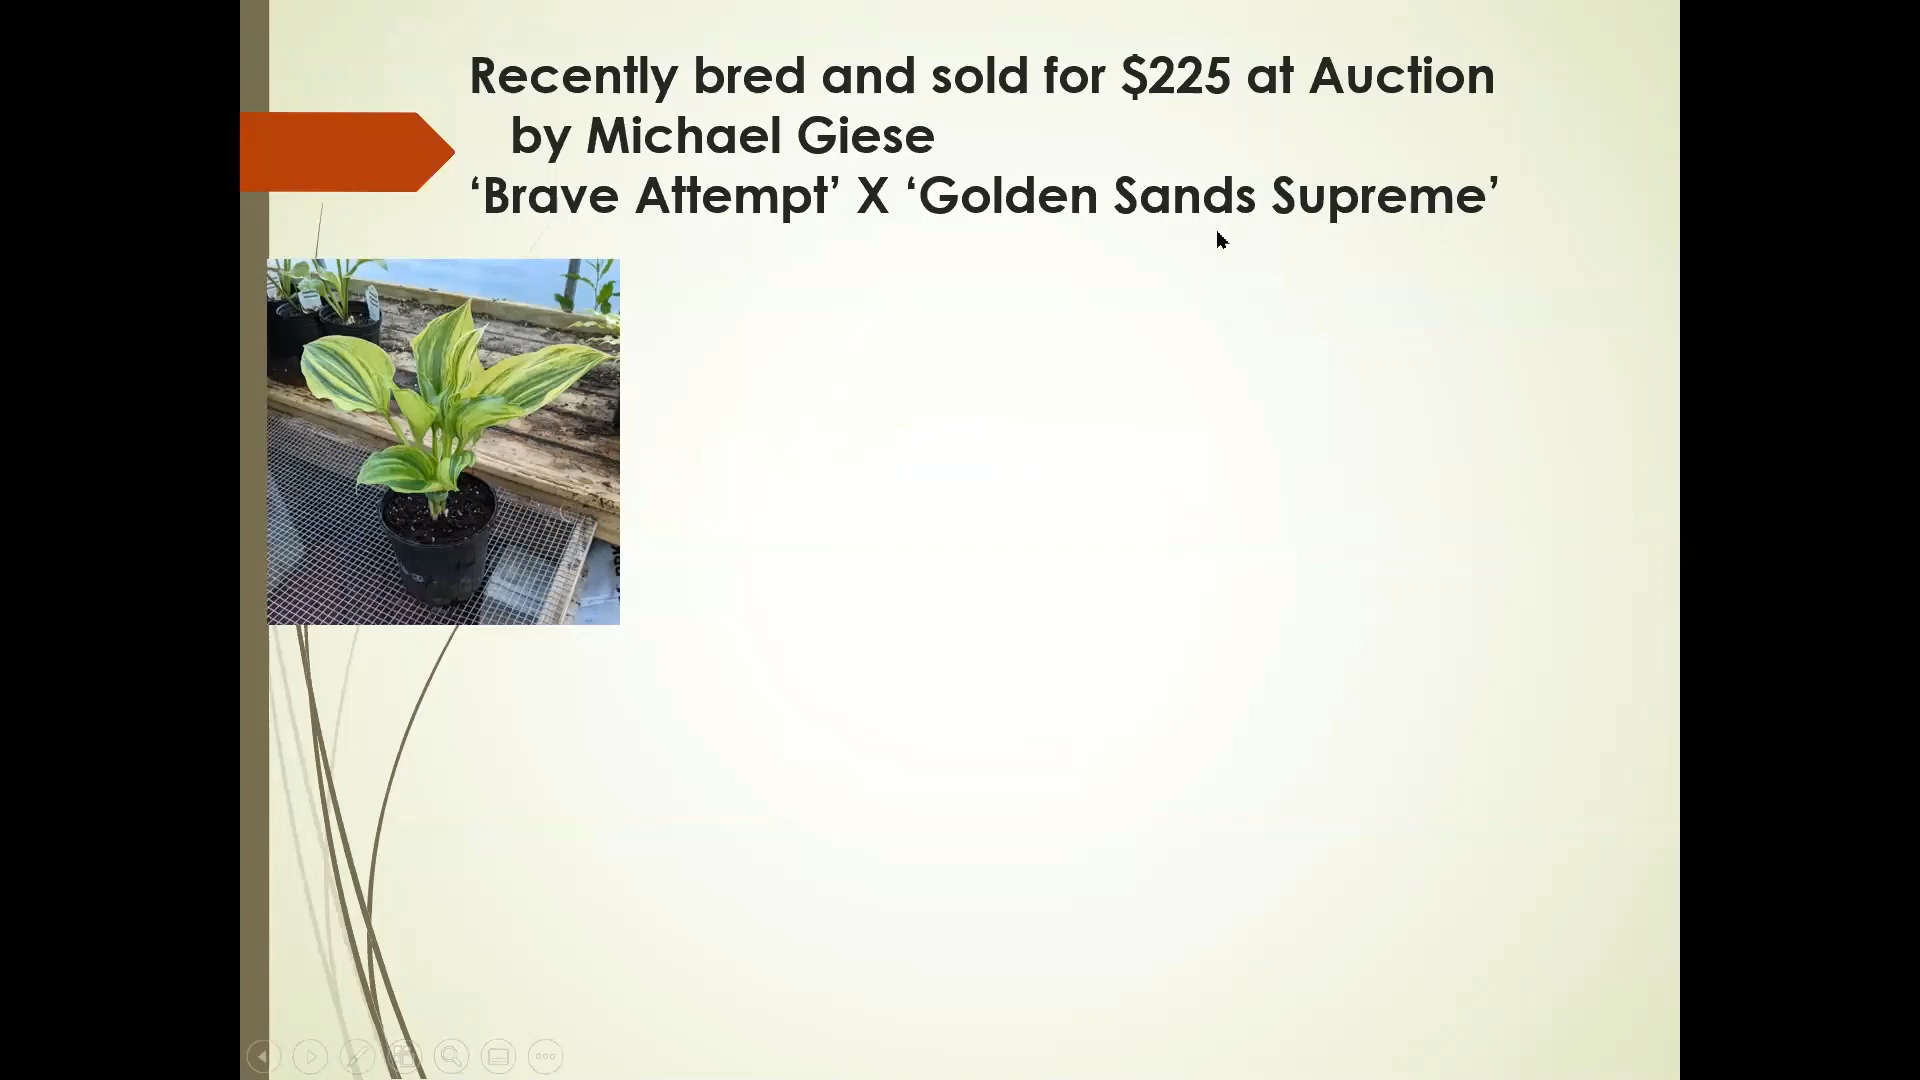 Recently bred and sold for $225 at Auction
by Michael Giese
‘Brave Attempt’ X ‘Golden Sands Supreme’